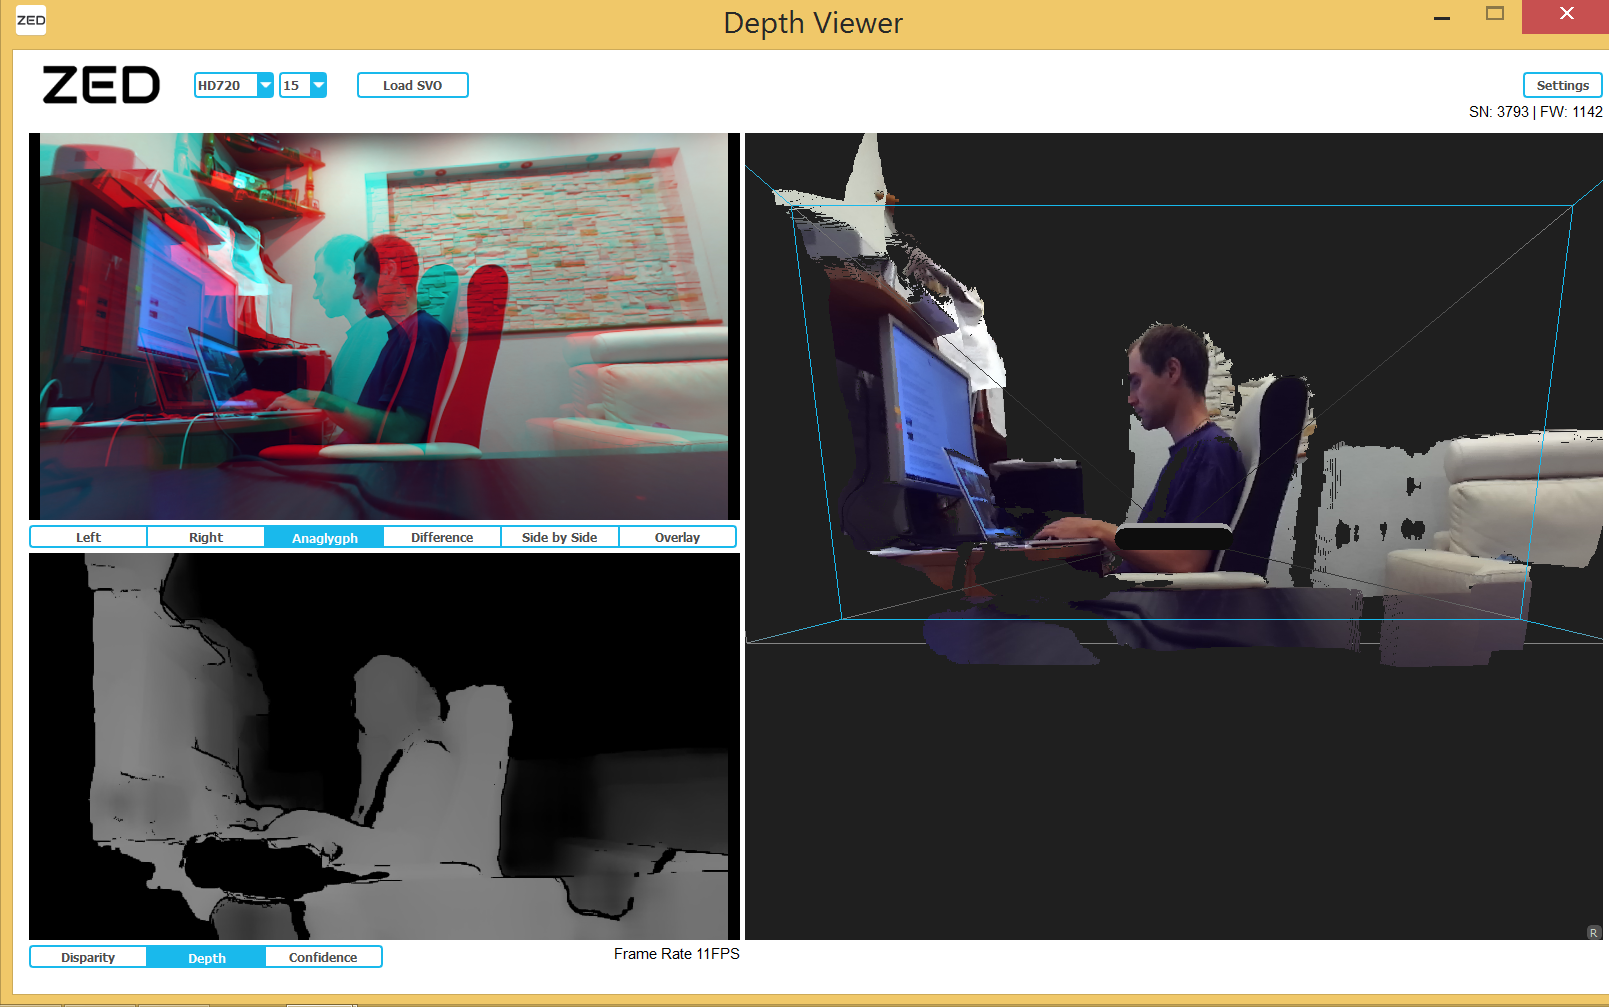 ZED
Depth Viewer
ZED
HD720
15
Load SVO
Settings
SN: 3793 | FW: 1142
Left
Right
Anaglygph
Difference
Side by Side
Overlay
R
Disparity
Depth
Confidence
Frame Rate 11FPS